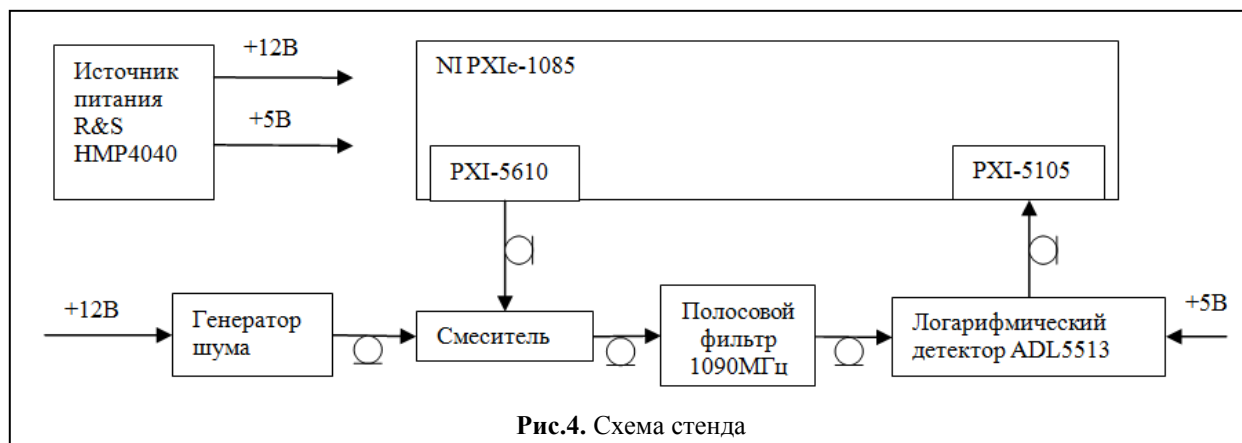 +12В
Источник
питания
R&S
HMP4040
+5В
NI PXIe-1085
PXI-5610
PXI-5105
+12В
Генератор
шума
Смеситель
Полосовой
фильтр
1090МГц
Логарифмический
детектор ADL5513
+5В
Рис.4. Схема стенда